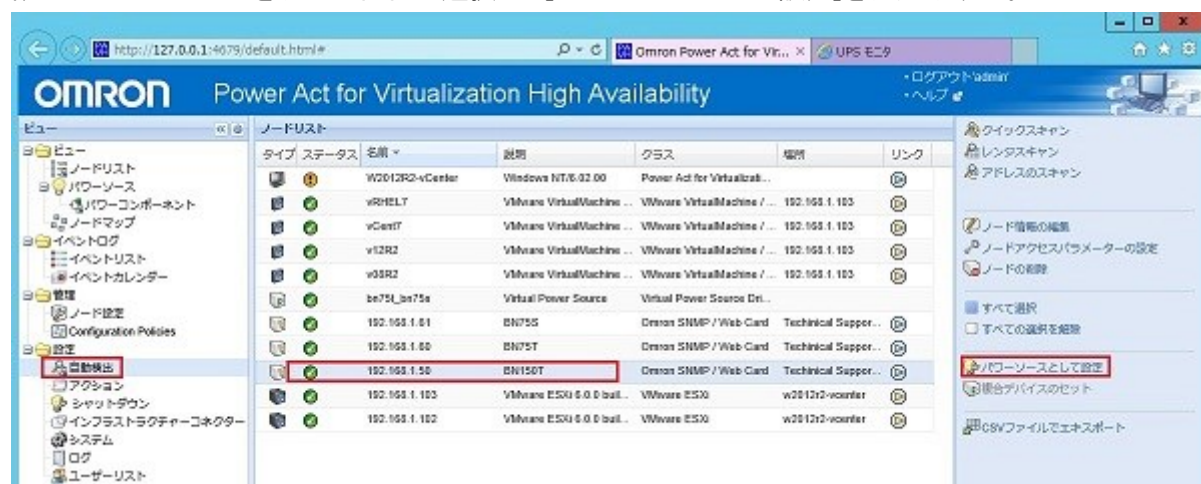 http://127.0.0.1:4679/default.html#
Omron Power Act for Vir... ×
UPS モニタ
OMRON
Power Act for Virtualization High Availability
ログアウト'admin'
ヘルプ
ビュー
ビュー
ノードリスト
パワーソース
パワーコンポーネント
ノードマップ
イベントログ
イベントリスト
イベントカレンダー
管理
ノード設定
Configuration Policies
設定
自動検出
アクション
シャットダウン
インフラストラクチャーコネクター
システム
ログ
ユーザーリスト
ノードリスト
タイプ ステータス 名前 説明 クラス 場所 リンク
W2012R2-vCenter Windows NT/6.02.00 Power Act for Virtualizati...
vRHEL7 VMware VirtualMachine ... VMware VirtualMachine / ... 192.168.1.103
vCent7 VMware VirtualMachine ... VMware VirtualMachine / ... 192.168.1.103
v12R2 VMware VirtualMachine ... VMware VirtualMachine / ... 192.168.1.103
v08R2 VMware VirtualMachine ... VMware VirtualMachine / ... 192.168.1.103
bn75t_bn75s Virtual Power Source Virtual Power Source Dri...
192.168.1.61 BN75S Omron SNMP / Web Card Techinical Suppor...
192.168.1.60 BN75T Omron SNMP / Web Card Techinical Suppor...
192.168.1.50 BN150T Omron SNMP / Web Card Techinical Suppor...
192.168.1.103 VMware ESXi 6.0.0 buil... VMware ESXi w2012r2-vcenter
192.168.1.102 VMware ESXi 6.0.0 buil... VMware ESXi w2012r2-vcenter
クイックスキャン
レンジスキャン
アドレスのスキャン
ノード情報の編集
ノードアクセスパラメーターの設定
ノードの削除
すべて選択
すべての選択を解除
パワーソースとして設定
複合デバイスのセット
CSVファイルでエキスポート